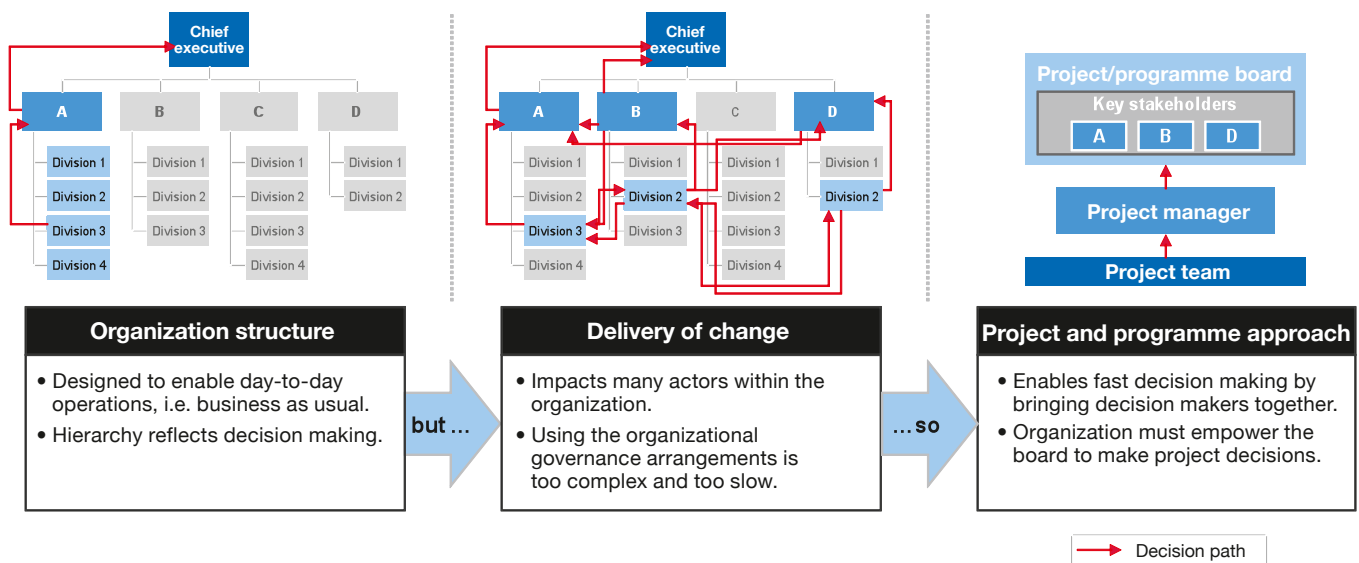 Chief
executive
A
B
C
D
Division 1
Division 2
Division 3
Division 4
Division 1
Division 2
Division 3
Division 1
Division 2
Division 3
Division 4
Division 1
Division 2
Chief
executive
A
B
C
D
Division 1
Division 2
Division 3
Division 4
Division 1
Division 2
Division 3
Division 1
Division 2
Division 3
Division 4
Division 1
Division 2
Project/programme board
Key stakeholders
A
B
D
Project manager
Project team
Organization structure
• Designed to enable day-to-day
operations, i.e. business as usual.
• Hierarchy reflects decision making.
but ...
Delivery of change
• Impacts many actors within the
organization.
• Using the organizational
governance arrangements is
too complex and too slow.
...so
Project and programme approach
• Enables fast decision making by
bringing decision makers together.
• Organization must empower the
board to make project decisions.
Decision path